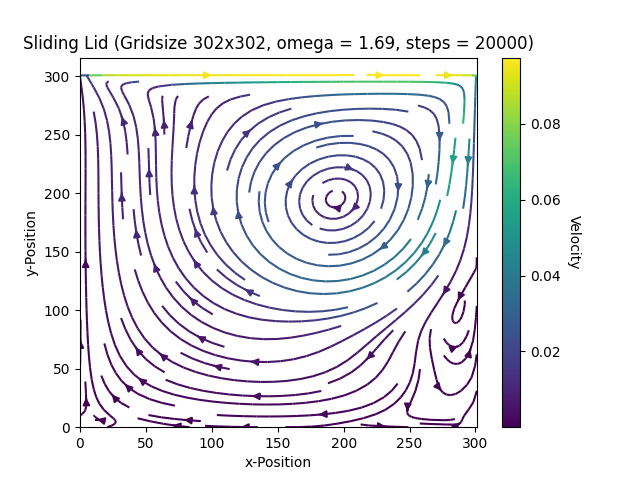 Sliding Lid (Gridsize 302x302, omega = 1.69, steps = 20000)
300
250
200
150
100
50
0
y-Position
0 50 100 150 200 250 300
x-Position
0.08
0.06
0.04
0.02
Velocity